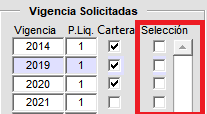 Vigencia Solicitadas
Vigencia P.Liq. Cartera Selección
2014 1
2019 1
2020 1
2021 1